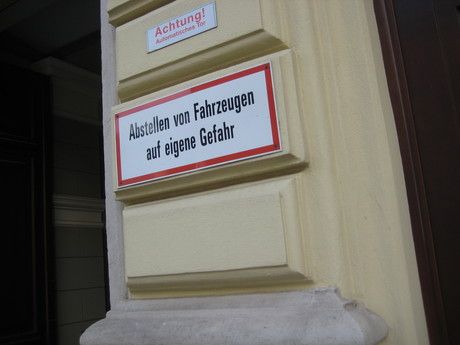 Achtung!
Automatisches Tor
Abstellen von Fahrzeugen
auf eigene Gefahr